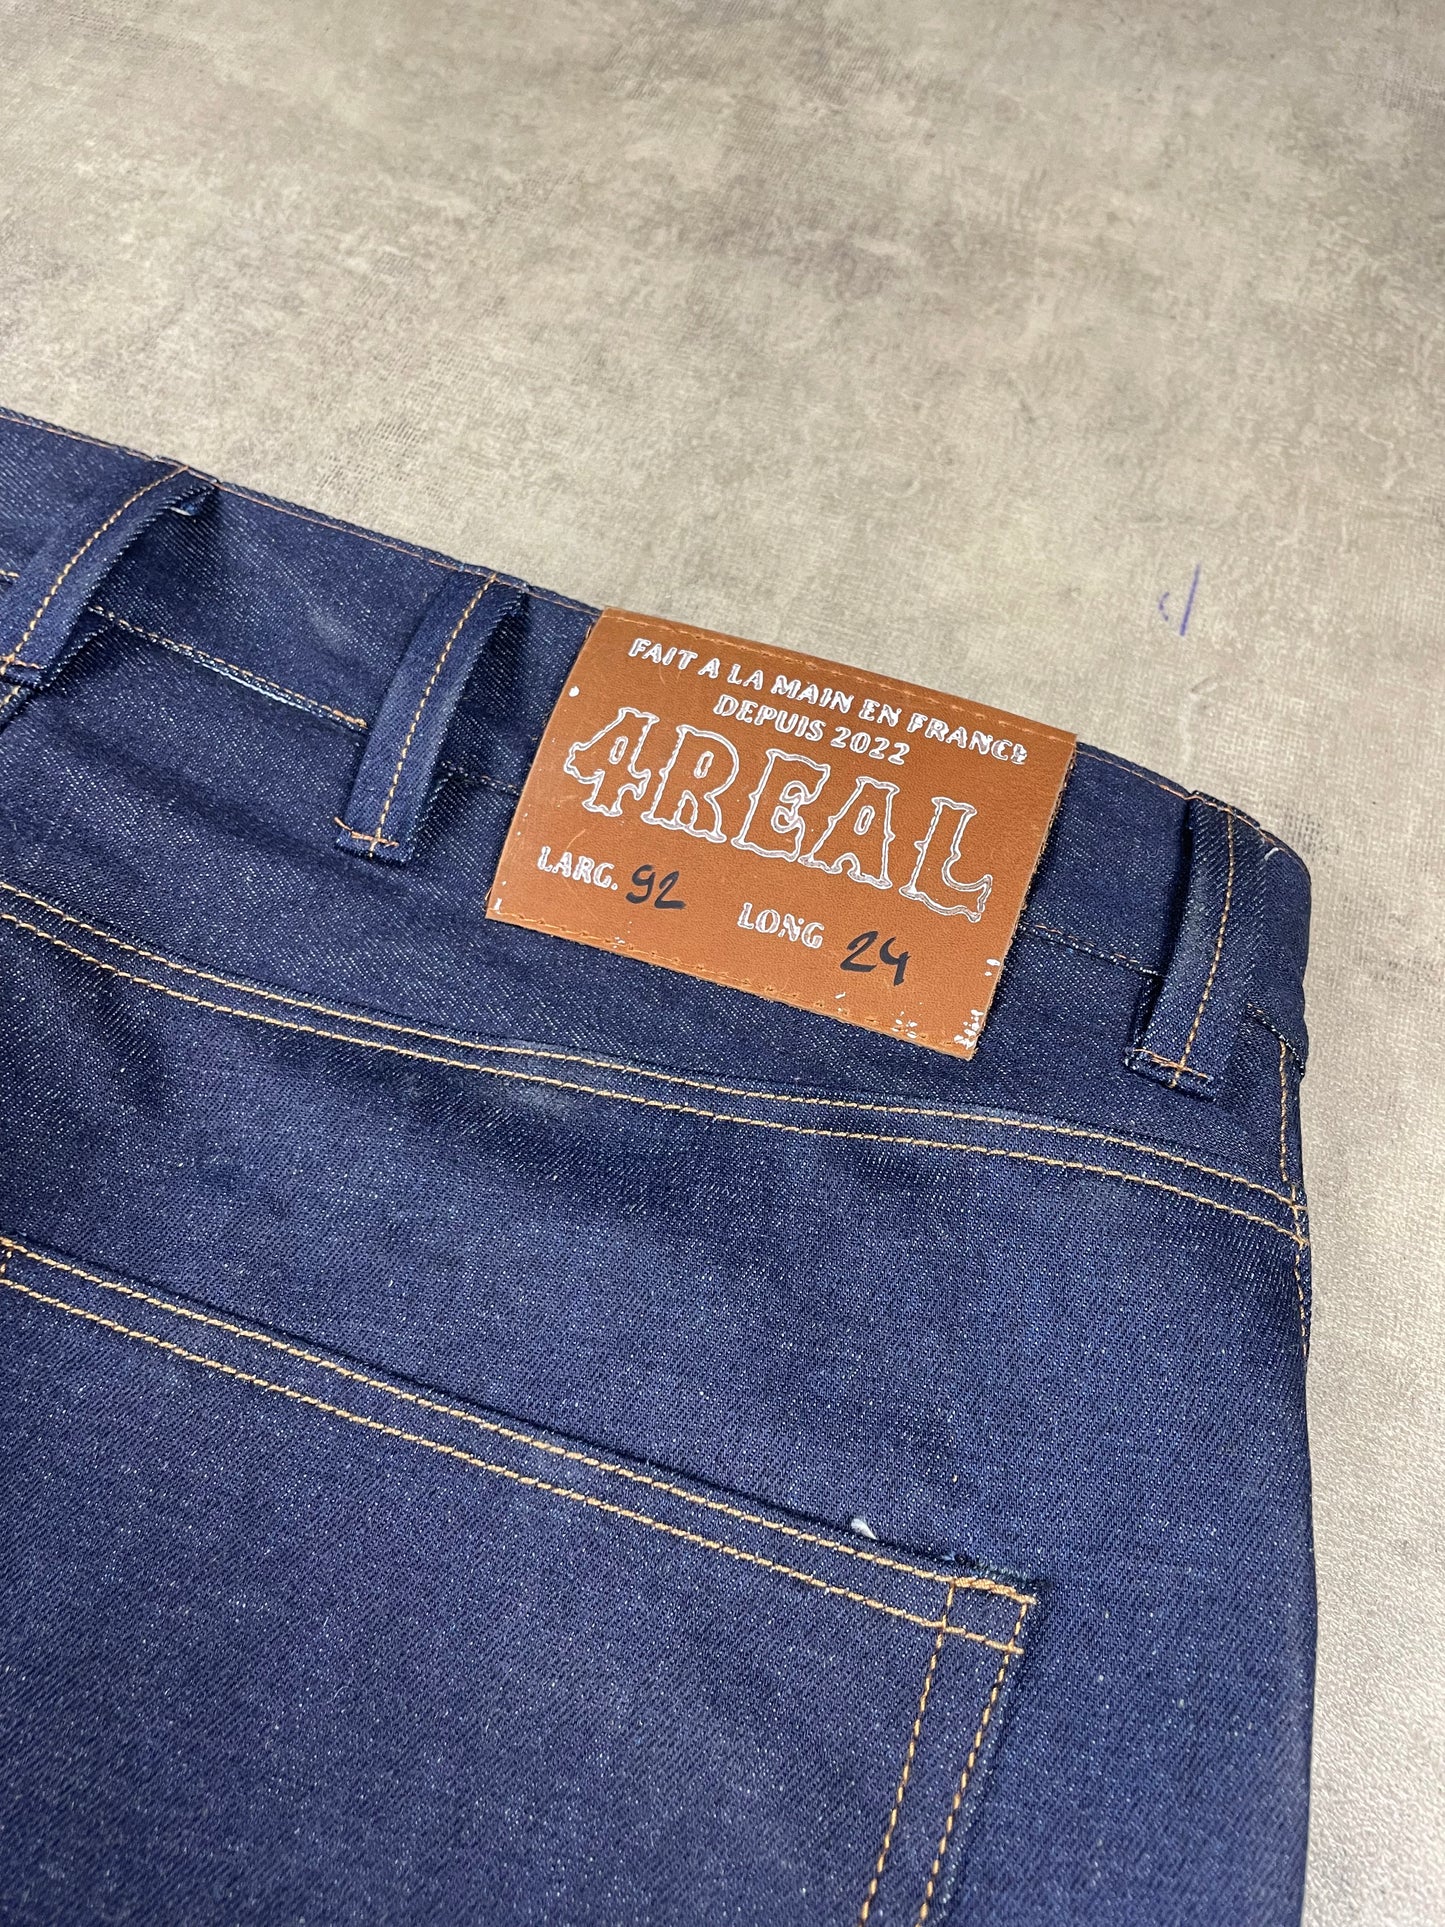 FAIT A LA MAIN EN FRANCE
DEPUIS 2022
4REAL
LARG. 92
LONG 24